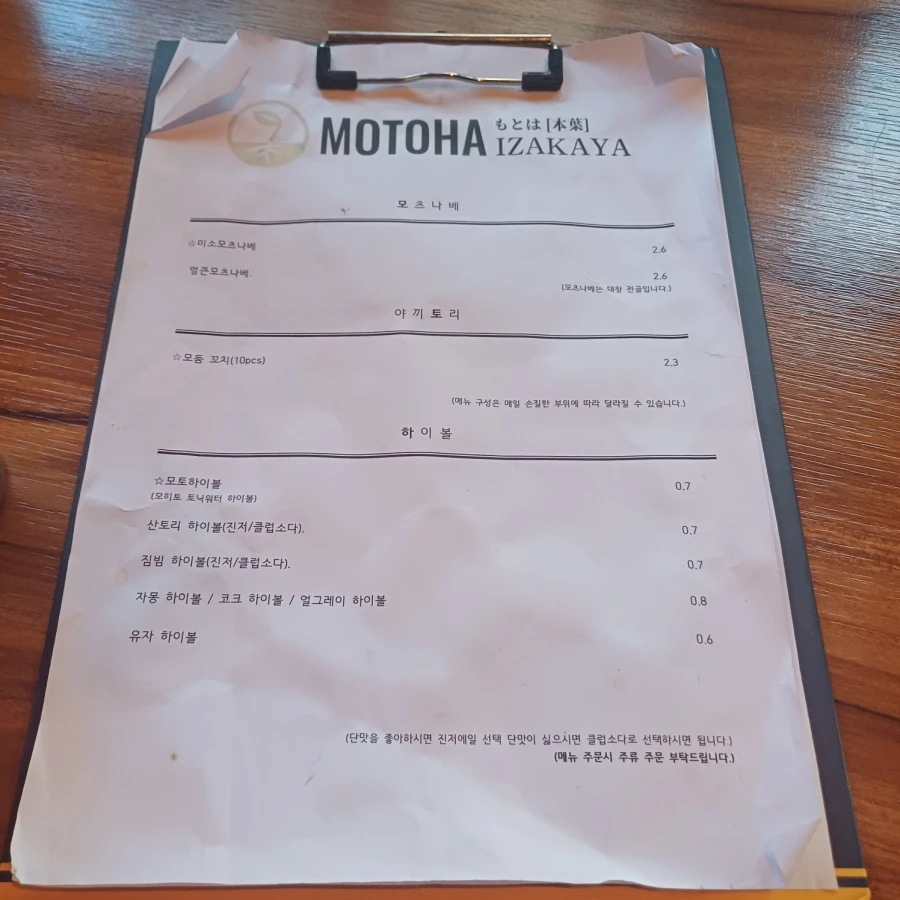 MOTOHA もとは [本葉]
IZAKAYA
모츠나베
☆미소모츠나베 2.6
얼큰모츠나베. 2.6
(모츠나베는 대창 전골입니다.)
야끼토리
☆모둠 꼬치(10pcs) 2.3
(메뉴 구성은 매일 손질한 부위에 따라 달라질 수 있습니다.)
하이볼
☆모토하이볼 0.7
(모히토 토닉워터 하이볼)
산토리 하이볼(진저/클럽소다). 0.7
짐빔 하이볼(진저/클럽소다). 0.7
자몽 하이볼 / 코크 하이볼 / 얼그레이 하이볼 0.8
유자 하이볼 0.6
(단맛을 좋아하시면 진저에일 선택 단맛이 싫으시면 클럽소다로 선택하시면 됩니다.)
(메뉴 주문시 주류 주문 부탁드립니다.)